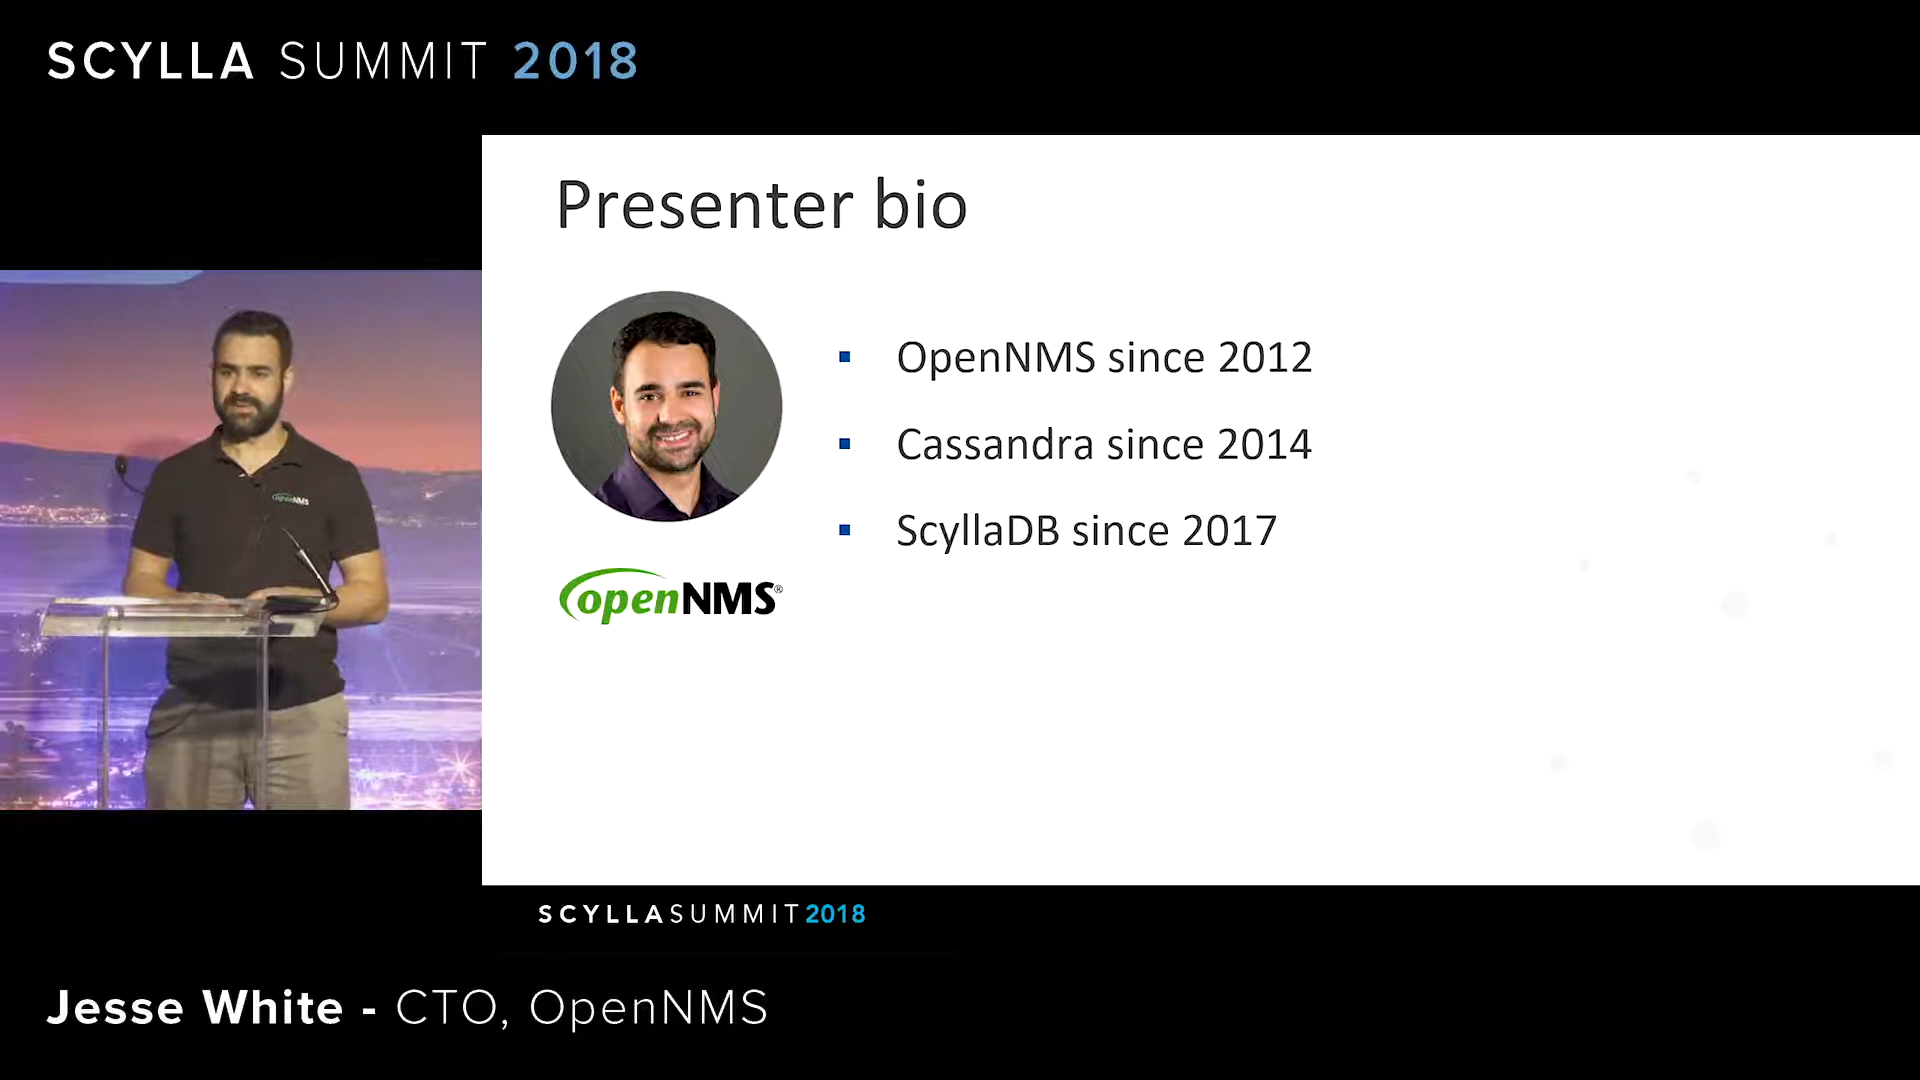 SCYLLA SUMMIT 2018
Presenter bio
▪ OpenNMS since 2012
▪ Cassandra since 2014
▪ ScyllaDB since 2017
openNMS®
openNMS
SCYLLASUMMIT2018
Jesse White - CTO, OpenNMS